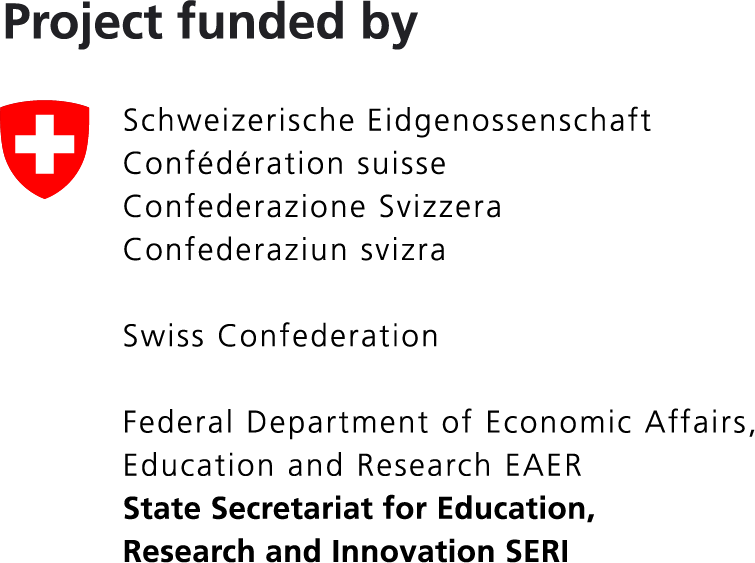 Project funded by
Schweizerische Eidgenossenschaft
Confédération suisse
Confederazione Svizzera
Confederaziun svizra
Swiss Confederation
Federal Department of Economic Affairs,
Education and Research EAER
State Secretariat for Education,
Research and Innovation SERI